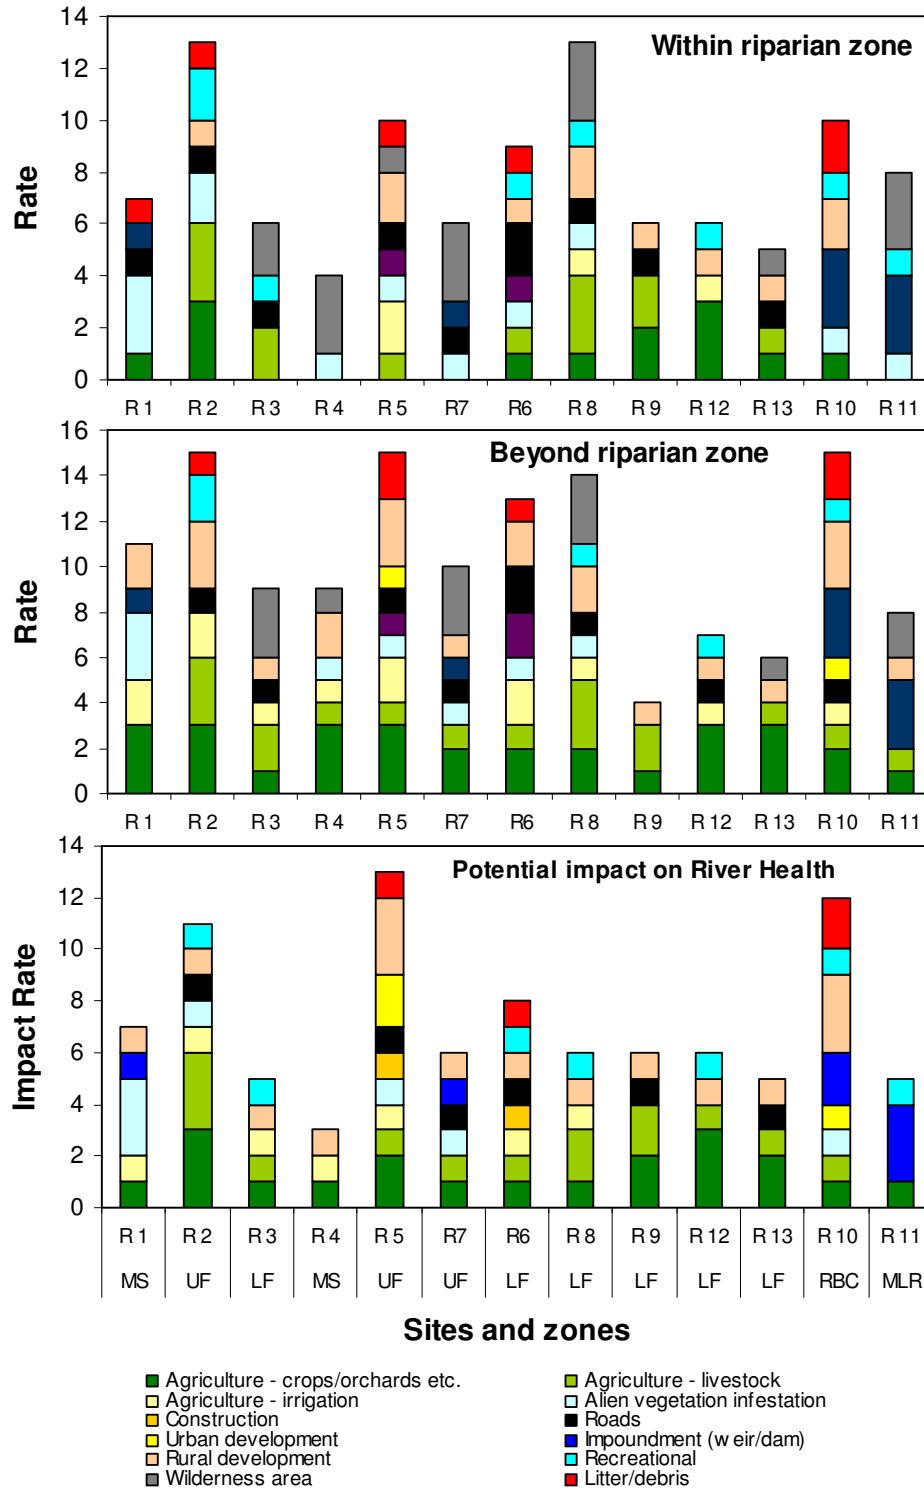 Within riparian zone
Rate
14
12
10
8
6
4
2
0
R 1 R 2 R 3 R 4 R 5 R7 R6 R 8 R 9 R 12 R 13 R 10 R 11
Beyond riparian zone
Rate
16
14
12
10
8
6
4
2
0
R 1 R 2 R 3 R 4 R 5 R7 R6 R 8 R 9 R 12 R 13 R 10 R 11
Potential impact on River Health
Impact Rate
14
12
10
8
6
4
2
0
R 1 R 2 R 3 R 4 R 5 R7 R6 R 8 R 9 R 12 R 13 R 10 R 11
MS UF LF MS UF UF LF LF LF LF LF RBC MLR
Sites and zones
Agriculture - crops/orchards etc. Agriculture - livestock
Agriculture - irrigation Alien vegetation infestation
Construction Roads
Urban development Impoundment (weir/dam)
Rural development Recreational
Wilderness area Litter/debris